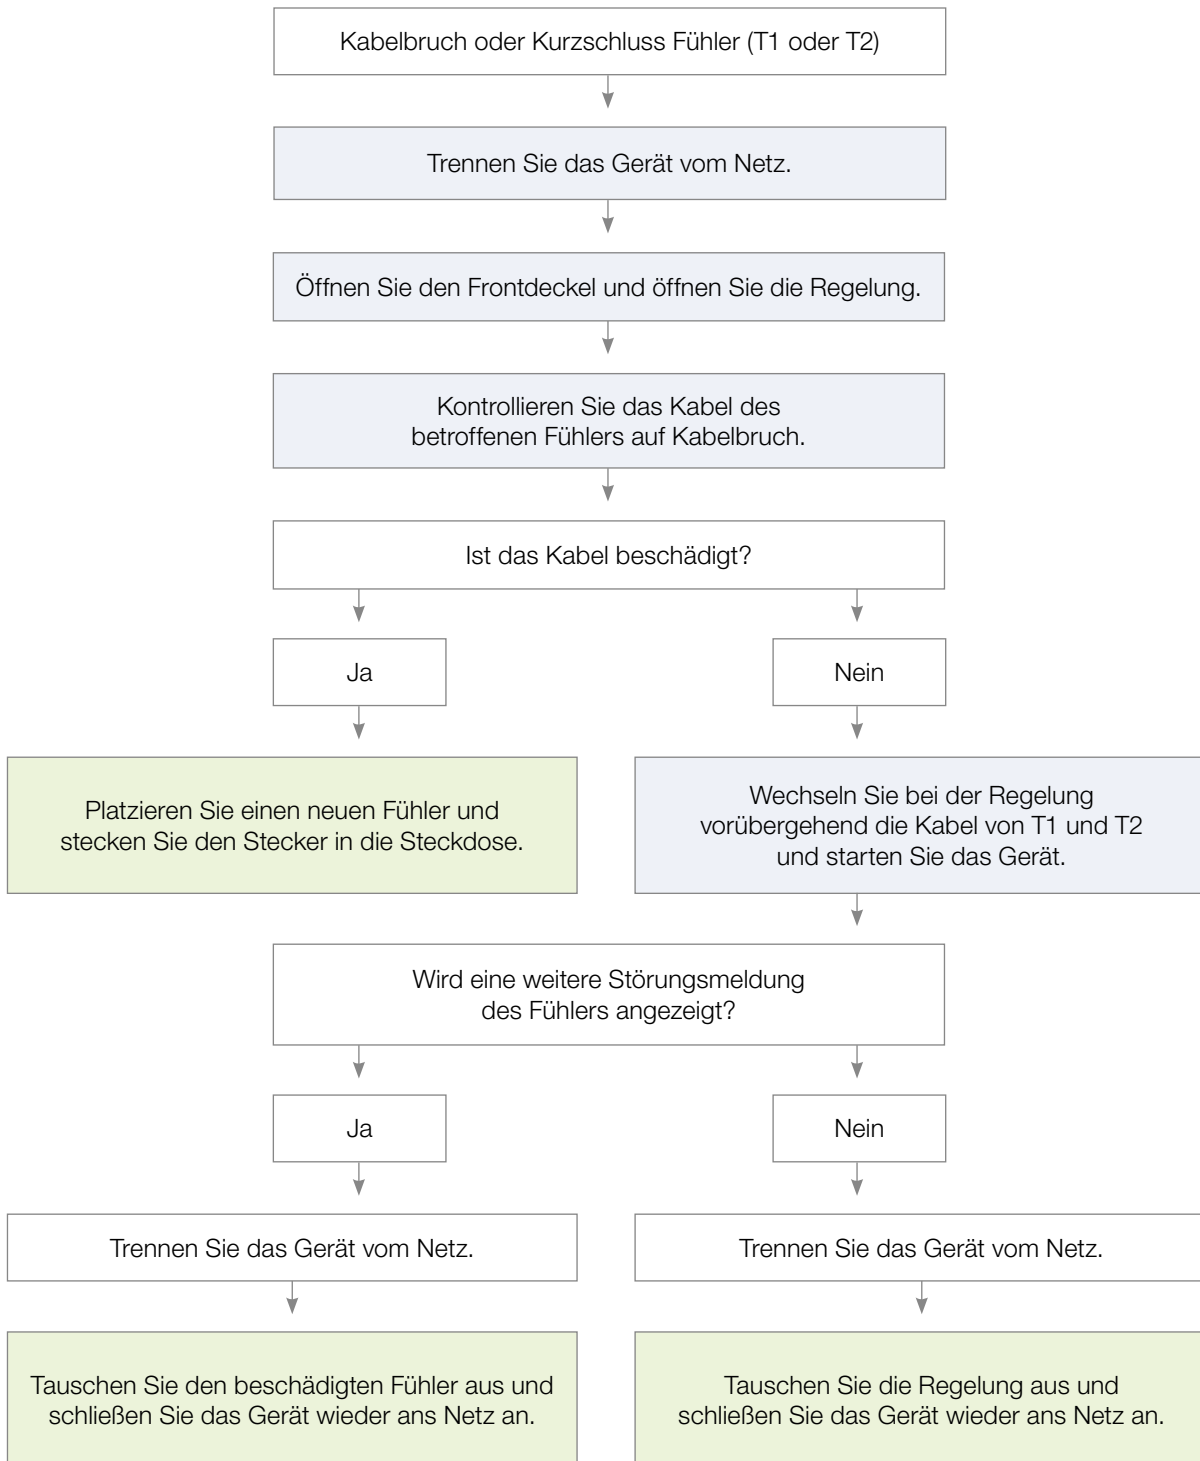 Kabelbruch oder Kurzschluss Fühler (T1 oder T2)
Trennen Sie das Gerät vom Netz.
Öffnen Sie den Frontdeckel und öffnen Sie die Regelung.
Kontrollieren Sie das Kabel des
betroffenen Fühlers auf Kabelbruch.
Ist das Kabel beschädigt?
Ja
Nein
Platzieren Sie einen neuen Fühler und
stecken Sie den Stecker in die Steckdose.
Wechseln Sie bei der Regelung
vorübergehend die Kabel von T1 und T2
und starten Sie das Gerät.
Wird eine weitere Störungsmeldung
des Fühlers angezeigt?
Ja
Nein
Trennen Sie das Gerät vom Netz.
Trennen Sie das Gerät vom Netz.
Tauschen Sie den beschädigten Fühler aus und
schließen Sie das Gerät wieder ans Netz an.
Tauschen Sie die Regelung aus und
schließen Sie das Gerät wieder ans Netz an.